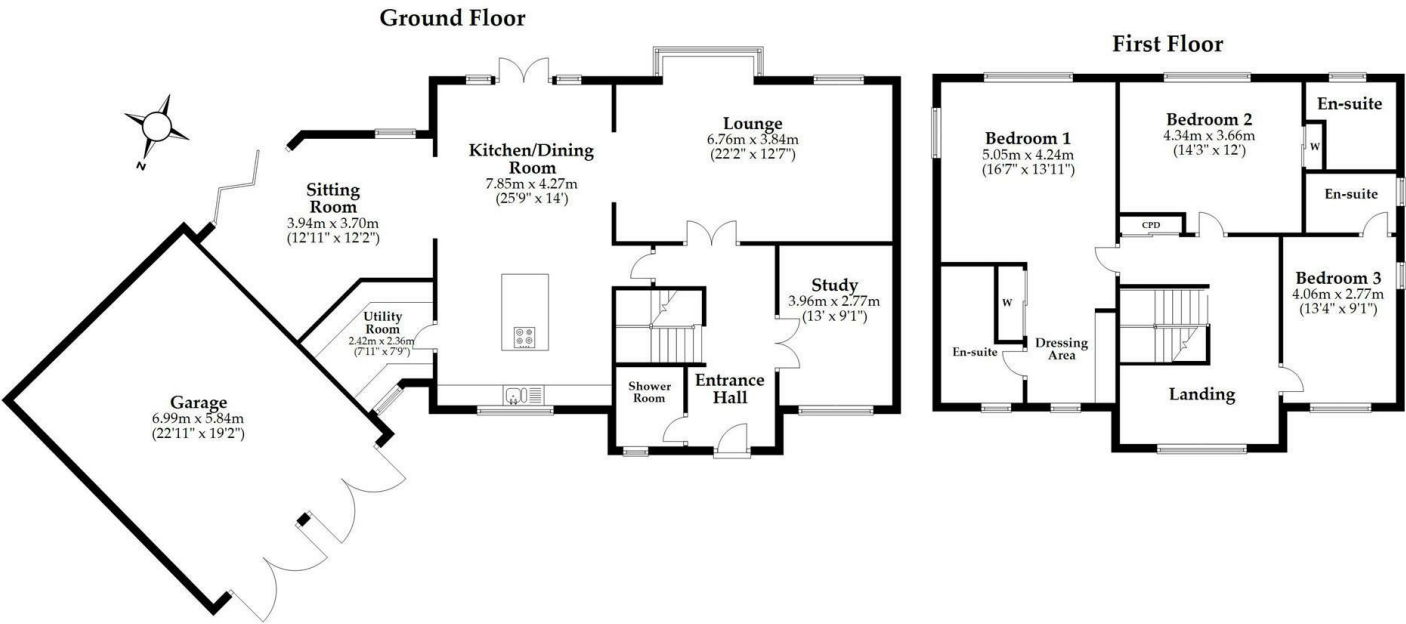 Ground Floor
N
Sitting
Room
3.94m x 3.70m
(12'11" x 12'2")
Kitchen/Dining
Room
7.85m x 4.27m
(25'9" x 14')
Lounge
6.76m x 3.84m
(22'2" x 12'7")
Study
3.96m x 2.77m
(13' x 9'1")
Utility
Room
2.42m x 2.36m
(7'11" x 7'9")
Garage
6.99m x 5.84m
(22'11" x 19'2")
Shower
Room
Entrance
Hall
First Floor
Bedroom 1
5.05m x 4.24m
(16'7" x 13'11")
Bedroom 2
4.34m x 3.66m
(14'3" x 12')
En-suite
W
En-suite
CPD
Bedroom 3
4.06m x 2.77m
(13'4" x 9'1")
W
En-suite
Dressing
Area
Landing